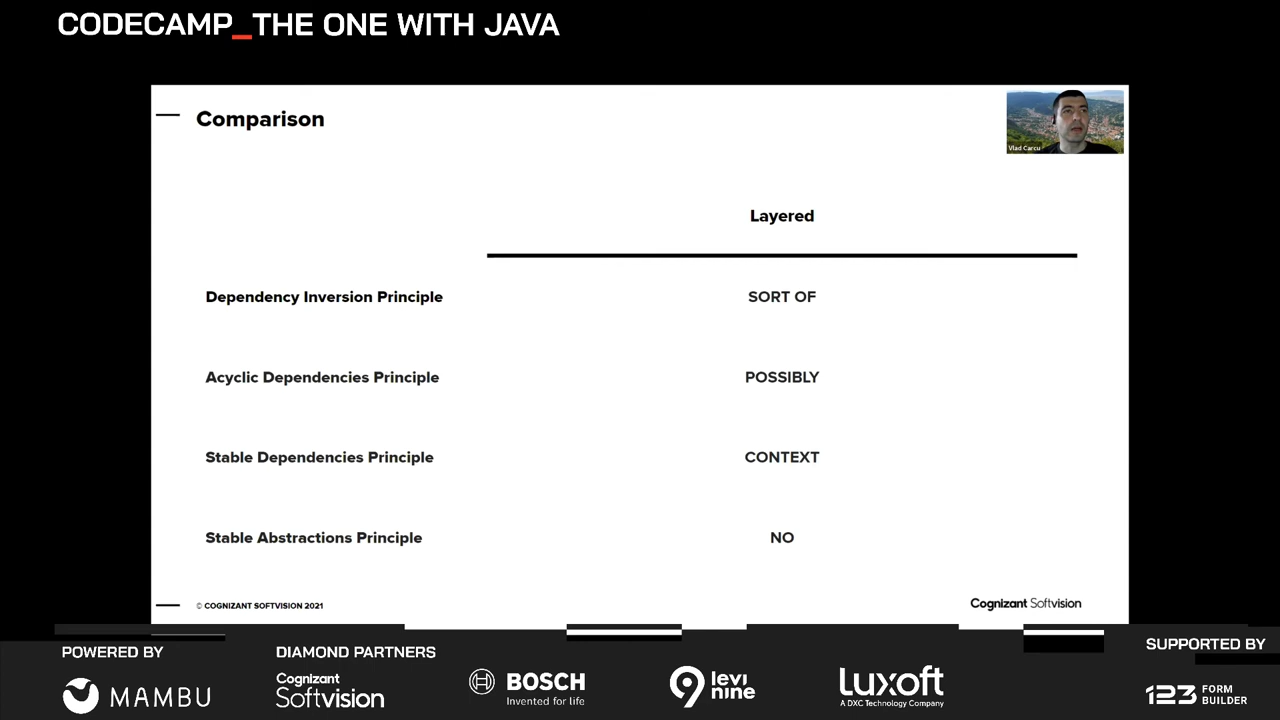 CODECAMP_THE ONE WITH JAVA
Comparison
Vlad Carcu
Layered
Dependency Inversion Principle SORT OF
Acyclic Dependencies Principle POSSIBLY
Stable Dependencies Principle CONTEXT
Stable Abstractions Principle NO
© COGNIZANT SOFTVISION 2021
Cognizant Softvision
POWERED BY
MAMBU
DIAMOND PARTNERS
Cognizant
Softvision
BOSCH
Invented for life
9 levi
nine
Luxoft
A DXC Technology Company
SUPPORTED BY
123 FORM
BUILDER